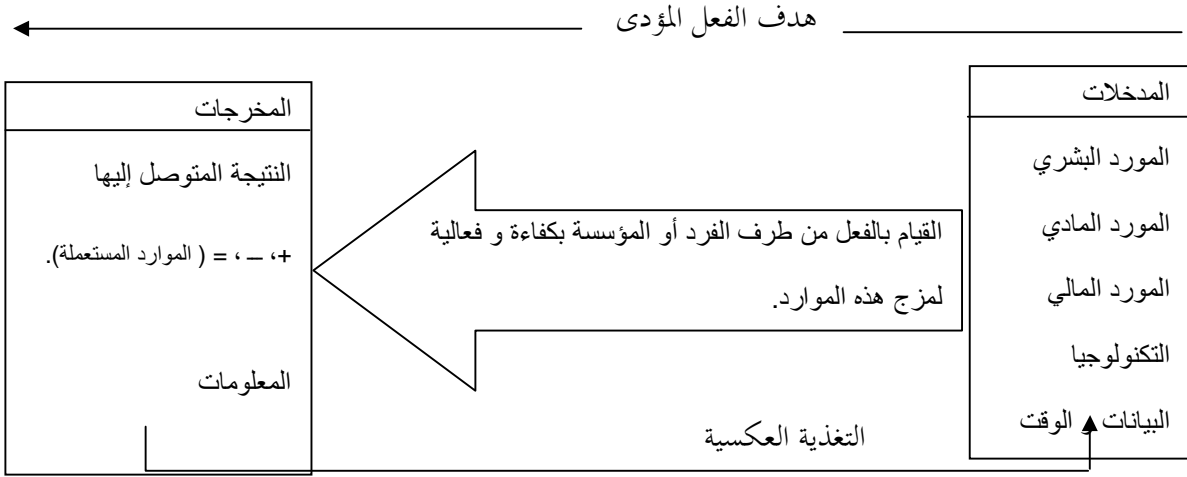 هدف الفعل المؤدى
المدخلات
المورد البشري
المورد المادي
المورد المالي
التكنولوجيا
البيانات و الوقت
القيام بالفعل من طرف الفرد أو المؤسسة بكفاءة و فعالية
لمزج هذه الموارد.
المخرجات
النتيجة المتوصل إليها
+، – ، = ( الموارد المستعملة).
المعلومات
التغذية العكسية